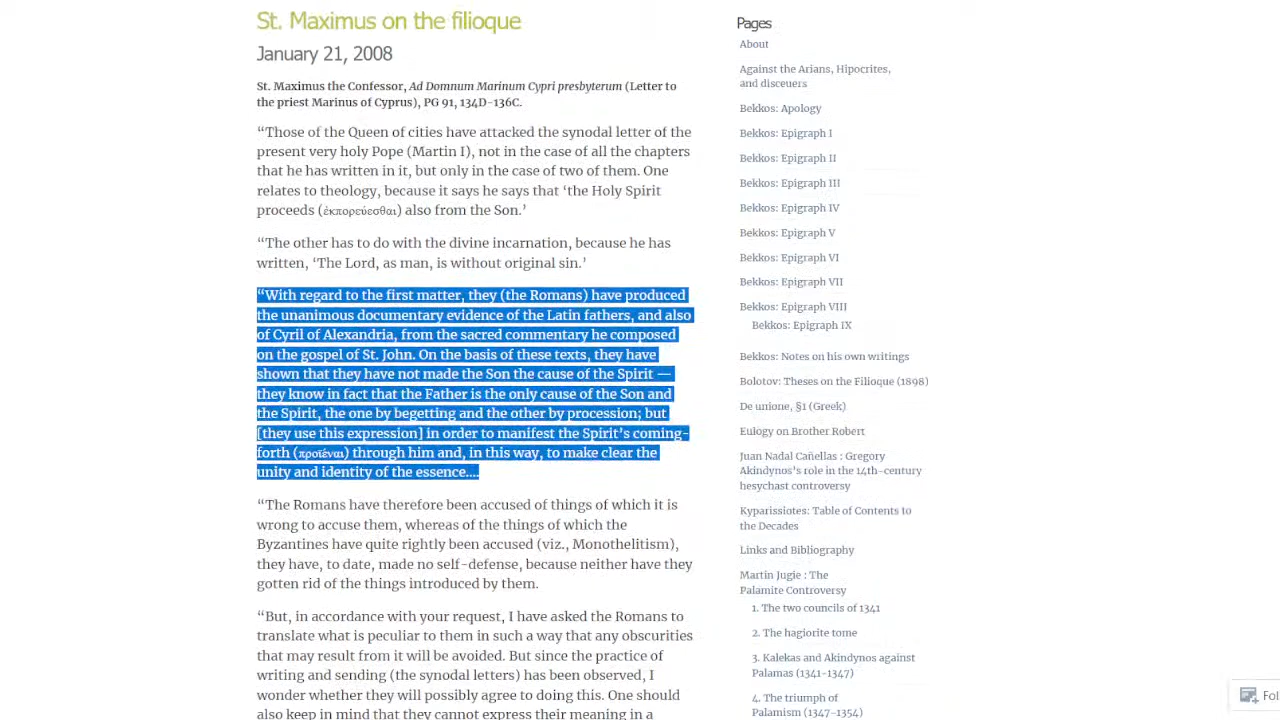 St. Maximus on the filioque
January 21, 2008
St. Maximus the Confessor, Ad Domnum Marinum Cypri presbyterum (Letter to
the priest Marinus of Cyprus), PG 91, 134D-136C.
“Those of the Queen of cities have attacked the synodal letter of the
present very holy Pope (Martin I), not in the case of all the chapters
that he has written in it, but only in the case of two of them. One
relates to theology, because it says he says that ‘the Holy Spirit
proceeds (ἐκπορεύεσθαι) also from the Son.’
“The other has to do with the divine incarnation, because he has
written, ‘The Lord, as man, is without original sin.’
“With regard to the first matter, they (the Romans) have produced
the unanimous documentary evidence of the Latin fathers, and also
of Cyril of Alexandria, from the sacred commentary he composed
on the gospel of St. John. On the basis of these texts, they have
shown that they have not made the Son the cause of the Spirit —
they know in fact that the Father is the only cause of the Son and
the Spirit, the one by begetting and the other by procession; but
[they use this expression] in order to manifest the Spirit’s coming-
forth (προϊέναι) through him and, in this way, to make clear the
unity and identity of the essence….
“The Romans have therefore been accused of things of which it is
wrong to accuse them, whereas of the things of which the
Byzantines have quite rightly been accused (viz., Monothelitism),
they have, to date, made no self-defense, because neither have they
gotten rid of the things introduced by them.
“But, in accordance with your request, I have asked the Romans to
translate what is peculiar to them in such a way that any obscurities
that may result from it will be avoided. But since the practice of
writing and sending (the synodal letters) has been observed, I
wonder whether they will possibly agree to doing this. One should
also keep in mind that they cannot express their meaning in a
Pages
About
Against the Arians, Hipocrites,
and disceuers
Bekkos: Apology
Bekkos: Epigraph I
Bekkos: Epigraph II
Bekkos: Epigraph III
Bekkos: Epigraph IV
Bekkos: Epigraph V
Bekkos: Epigraph VI
Bekkos: Epigraph VII
Bekkos: Epigraph VIII
Bekkos: Epigraph IX
Bekkos: Notes on his own writings
Bolotov: Theses on the Filioque (1898)
De unione, §1 (Greek)
Eulogy on Brother Robert
Juan Nadal Cañellas : Gregory
Akindynos’s role in the 14th-century
hesychast controversy
Kyparissiotes: Table of Contents to
the Decades
Links and Bibliography
Martin Jugie : The
Palamite Controversy
1. The two councils of 1341
2. The hagiorite tome
3. Kalekas and Akindynos against
Palamas (1341-1347)
4. The triumph of
Palamism (1347-1354)
Fol